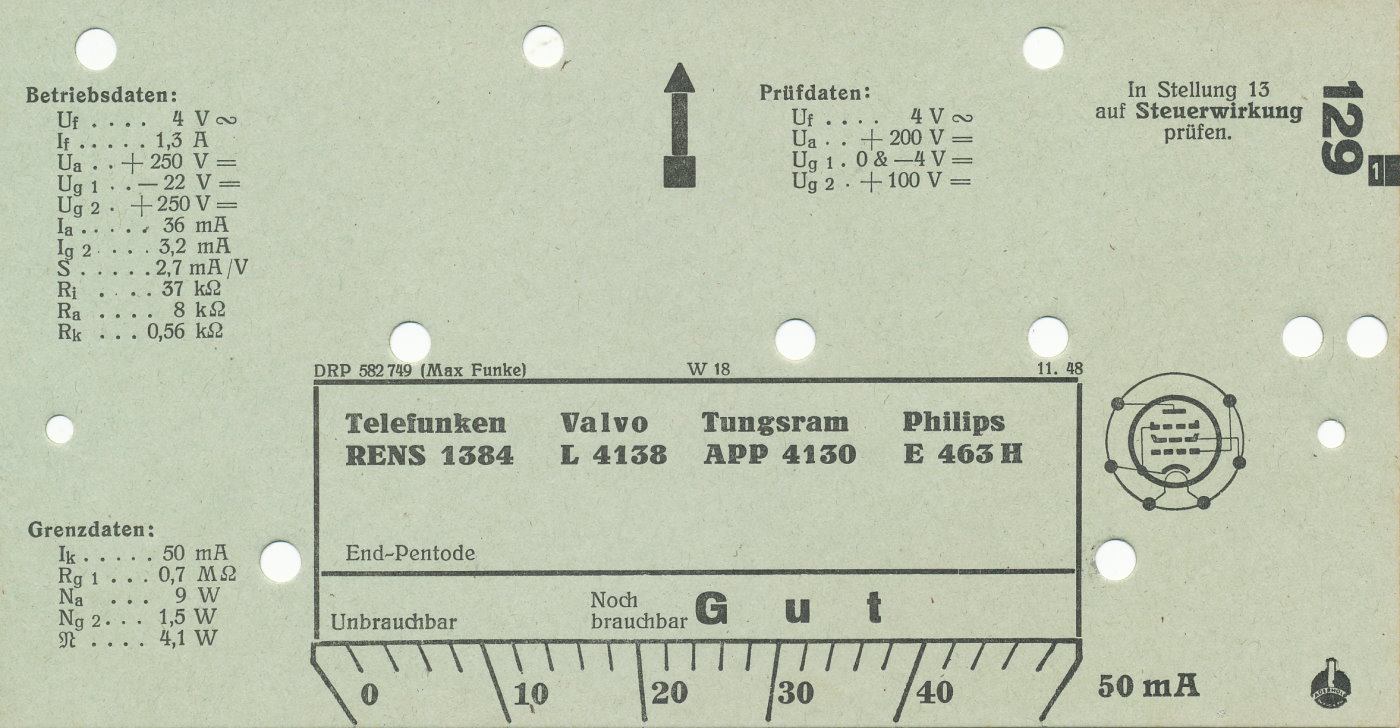 Betriebsdaten:
Uf . . . . 4 V ∾
If . . . . . 1,3 A
Ua . . + 250 V =
Ug 1 . . – 22 V =
Ug 2 . + 250 V =
Ia . . . . . 36 mA
Ig 2 . . . . 3,2 mA
S . . . . . 2,7 mA/V
Ri . . . . 37 kΩ
Ra . . . . 8 kΩ
Rk . . . 0,56 kΩ
Prüfdaten:
Uf . . . . 4 V ∾
Ua . . + 200 V =
Ug 1 . 0 & –4 V =
Ug 2 . + 100 V =
In Stellung 13
auf Steuerwirkung
prüfen.
129
1
DRP 582 749 (Max Funke) W 18 11. 48
Telefunken Valvo Tungsram Philips
RENS 1384 L 4138 APP 4130 E 463 H
End-Pentode
Grenzdaten:
Ik . . . . . 50 mA
Rg 1 . . . 0,7 MΩ
Na . . . 9 W
Ng 2 . . . 1,5 W
𝔑 . . . . 4,1 W
Unbrauchbar
Noch
brauchbar
Gut
0 10 20 30 40
50 mA